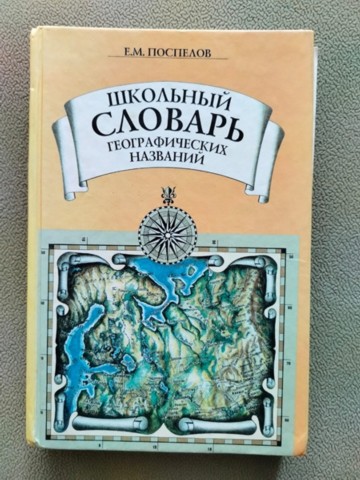 Е.М. ПОСПЕЛОВ
ШКОЛЬНЫЙ
СЛОВАРЬ
ГЕОГРАФИЧЕСКИХ
НАЗВАНИЙ